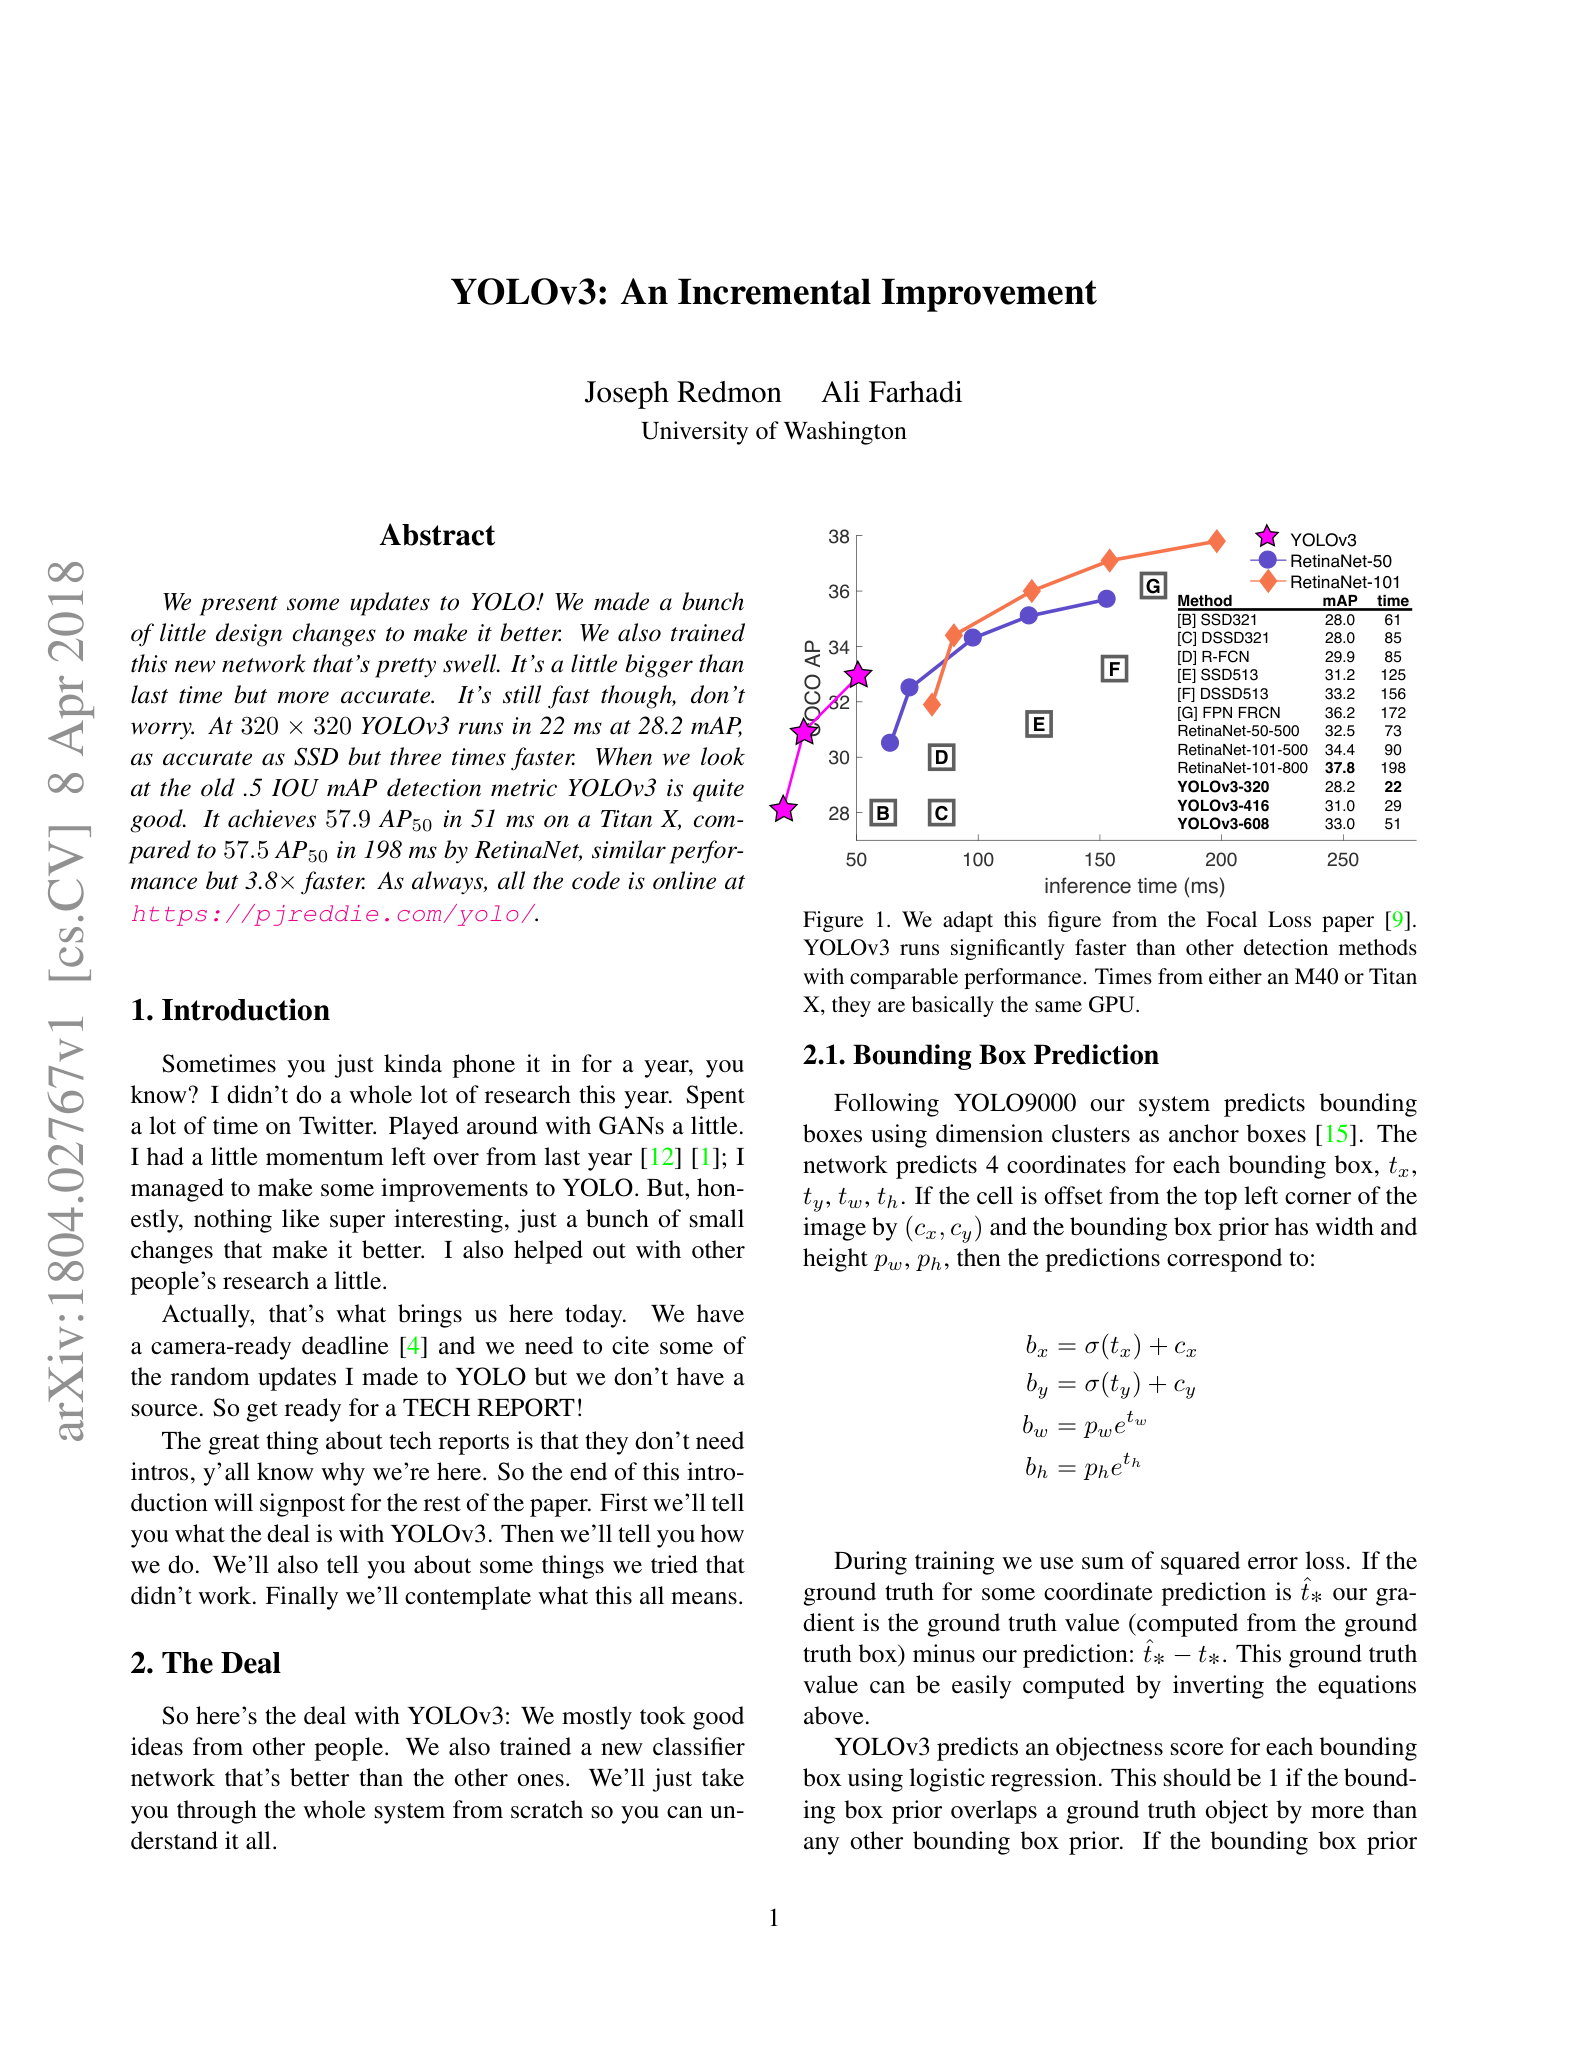 arXiv:1804.02767v1 [cs.CV] 8 Apr 2018
YOLOv3: An Incremental Improvement
Joseph Redmon Ali Farhadi
University of Washington
Abstract
We present some updates to YOLO! We made a bunch
of little design changes to make it better. We also trained
this new network that's pretty swell. It's a little bigger than
last time but more accurate. It's still fast though, don't
worry. At 320 × 320 YOLOv3 runs in 22 ms at 28.2 mAP,
as accurate as SSD but three times faster. When we look
at the old .5 IOU mAP detection metric YOLOv3 is quite
good. It achieves 57.9 AP₅₀ in 51 ms on a Titan X, com-
pared to 57.5 AP₅₀ in 198 ms by RetinaNet, similar perfor-
mance but 3.8× faster. As always, all the code is online at
https://pjreddie.com/yolo/.
1. Introduction
Sometimes you just kinda phone it in for a year, you
know? I didn't do a whole lot of research this year. Spent
a lot of time on Twitter. Played around with GANs a little.
I had a little momentum left over from last year [12] [1]; I
managed to make some improvements to YOLO. But, hon-
estly, nothing like super interesting, just a bunch of small
changes that make it better. I also helped out with other
people's research a little.
Actually, that's what brings us here today. We have
a camera-ready deadline [4] and we need to cite some of
the random updates I made to YOLO but we don't have a
source. So get ready for a TECH REPORT!
The great thing about tech reports is that they don't need
intros, y'all know why we're here. So the end of this intro-
duction will signpost for the rest of the paper. First we'll tell
you what the deal is with YOLOv3. Then we'll tell you how
we do. We'll also tell you about some things we tried that
didn't work. Finally we'll contemplate what this all means.
2. The Deal
So here's the deal with YOLOv3: We mostly took good
ideas from other people. We also trained a new classifier
network that's better than the other ones. We'll just take
you through the whole system from scratch so you can un-
derstand it all.
38
36
34
32
30
28
COCO AP
50 100 150 200 250
inference time (ms)
B
C
D
E
F
G
YOLOv3
RetinaNet-50
RetinaNet-101
Method mAP time
[B] SSD321 28.0 61
[C] DSSD321 28.0 85
[D] R-FCN 29.9 85
[E] SSD513 31.2 125
[F] DSSD513 33.2 156
[G] FPN FRCN 36.2 172
RetinaNet-50-500 32.5 73
RetinaNet-101-500 34.4 90
RetinaNet-101-800 37.8 198
YOLOv3-320 28.2 22
YOLOv3-416 31.0 29
YOLOv3-608 33.0 51
Figure 1. We adapt this figure from the Focal Loss paper [9].
YOLOv3 runs significantly faster than other detection methods
with comparable performance. Times from either an M40 or Titan
X, they are basically the same GPU.
2.1. Bounding Box Prediction
Following YOLO9000 our system predicts bounding
boxes using dimension clusters as anchor boxes [15]. The
network predicts 4 coordinates for each bounding box, tₓ,
t_y, t_w, t_h. If the cell is offset from the top left corner of the
image by (c_x, c_y) and the bounding box prior has width and
height p_w, p_h, then the predictions correspond to:
b_x = σ(t_x) + c_x
b_y = σ(t_y) + c_y
b_w = p_w e^{t_w}
b_h = p_h e^{t_h}
During training we use sum of squared error loss. If the
ground truth for some coordinate prediction is t̂_* our gra-
dient is the ground truth value (computed from the ground
truth box) minus our prediction: t̂_* − t_*. This ground truth
value can be easily computed by inverting the equations
above.
YOLOv3 predicts an objectness score for each bounding
box using logistic regression. This should be 1 if the bound-
ing box prior overlaps a ground truth object by more than
any other bounding box prior. If the bounding box prior
1